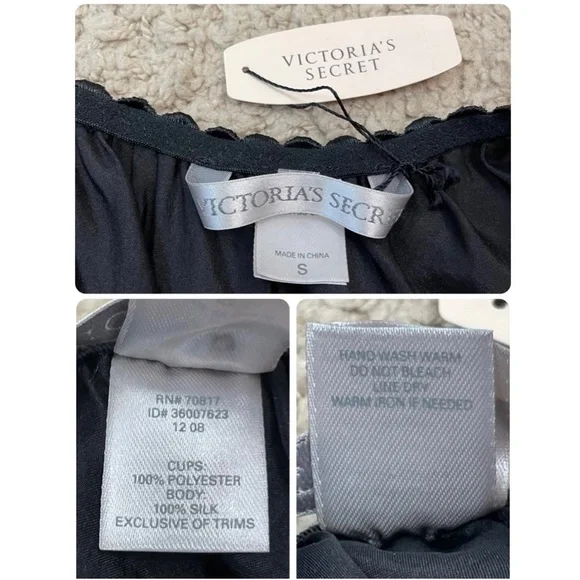 VICTORIA'S
SECRET
VICTORIA'S SECR
MADE IN CHINA
S
RN# 70817
ID# 36007623
12 08
CUPS:
100% POLYESTER
BODY:
100% SILK
EXCLUSIVE OF TRIMS
HAND WASH WARM
DO NOT BLEACH
LINE DRY
WARM IRON IF NEEDED